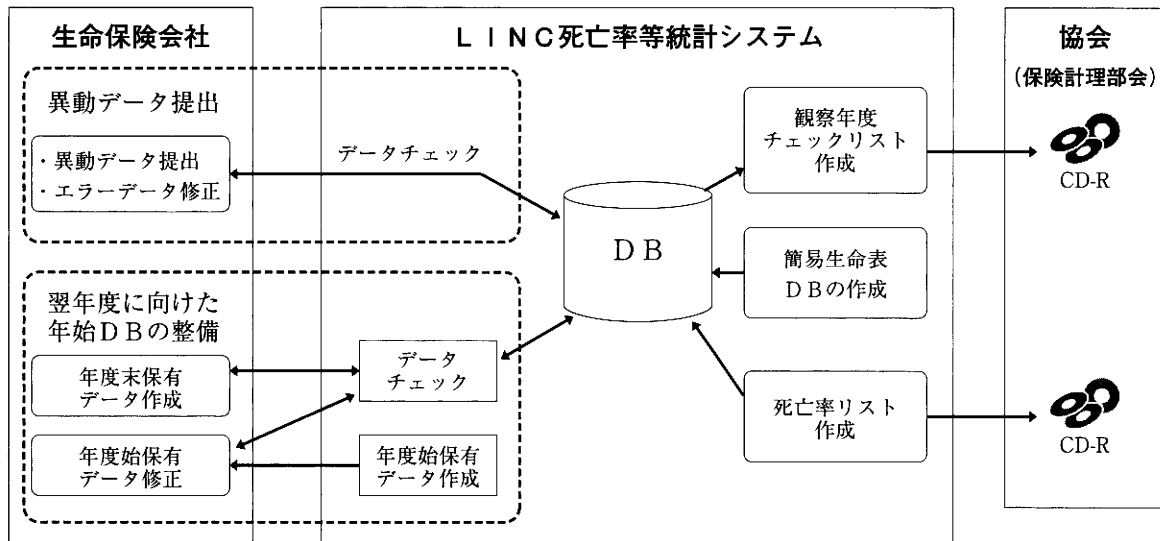 生命保険会社
異動データ提出
・異動データ提出
・エラーデータ修正
翌年度に向けた
年始DBの整備
年度末保有
データ作成
年度始保有
データ修正
LINC死亡率等統計システム
データチェック
データ
チェック
年度始保有
データ作成
DB
観察年度
チェックリスト
作成
簡易生命表
DBの作成
死亡率リスト
作成
協会
(保険計理部会)
CD-R
CD-R